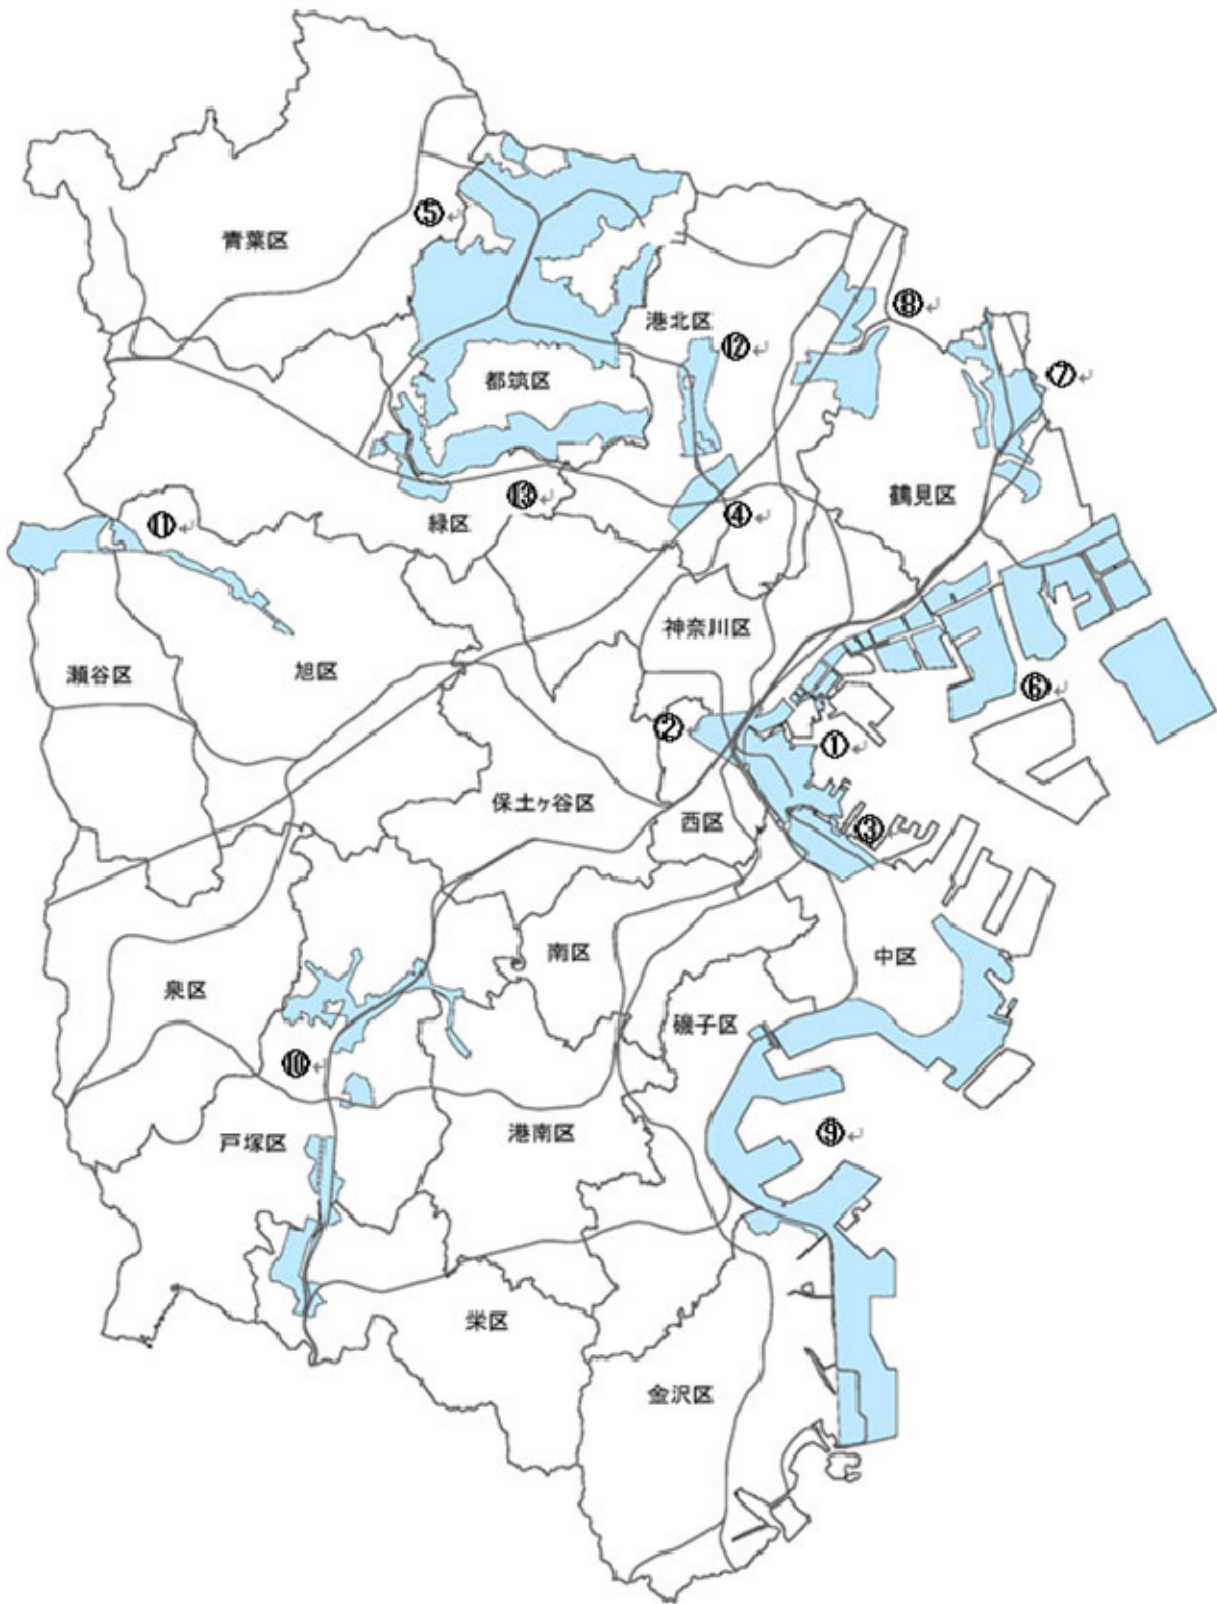 ⑤↵
青葉区
⑧↵
港北区
⑫↵
⑦↵
都筑区
⑬↵
鶴見区
⑪↵
緑区
④↵
神奈川区
瀬谷区
旭区
⑥↵
②↵
①↵
保土ヶ谷区
西区
③↵
南区
中区
泉区
磯子区
⑩↵
戸塚区
港南区
⑨↵
栄区
金沢区